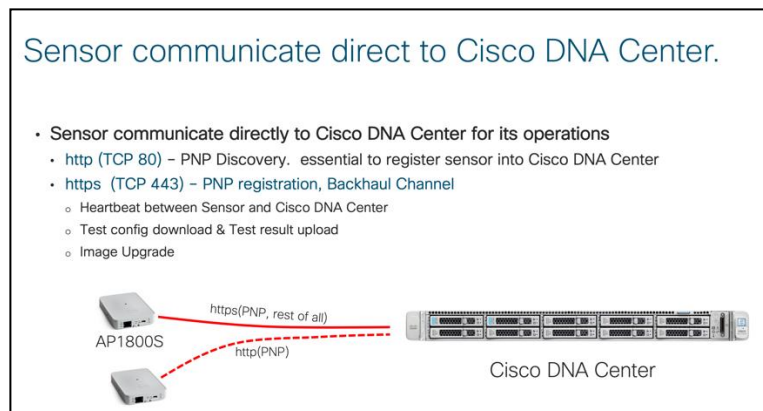 Sensor communicate direct to Cisco DNA Center.
• Sensor communicate directly to Cisco DNA Center for its operations
• http (TCP 80) – PNP Discovery. essential to register sensor into Cisco DNA Center
• https (TCP 443) – PNP registration, Backhaul Channel
○ Heartbeat between Sensor and Cisco DNA Center
○ Test config download & Test result upload
○ Image Upgrade
https(PNP, rest of all)
AP1800S
http(PNP)
Cisco DNA Center